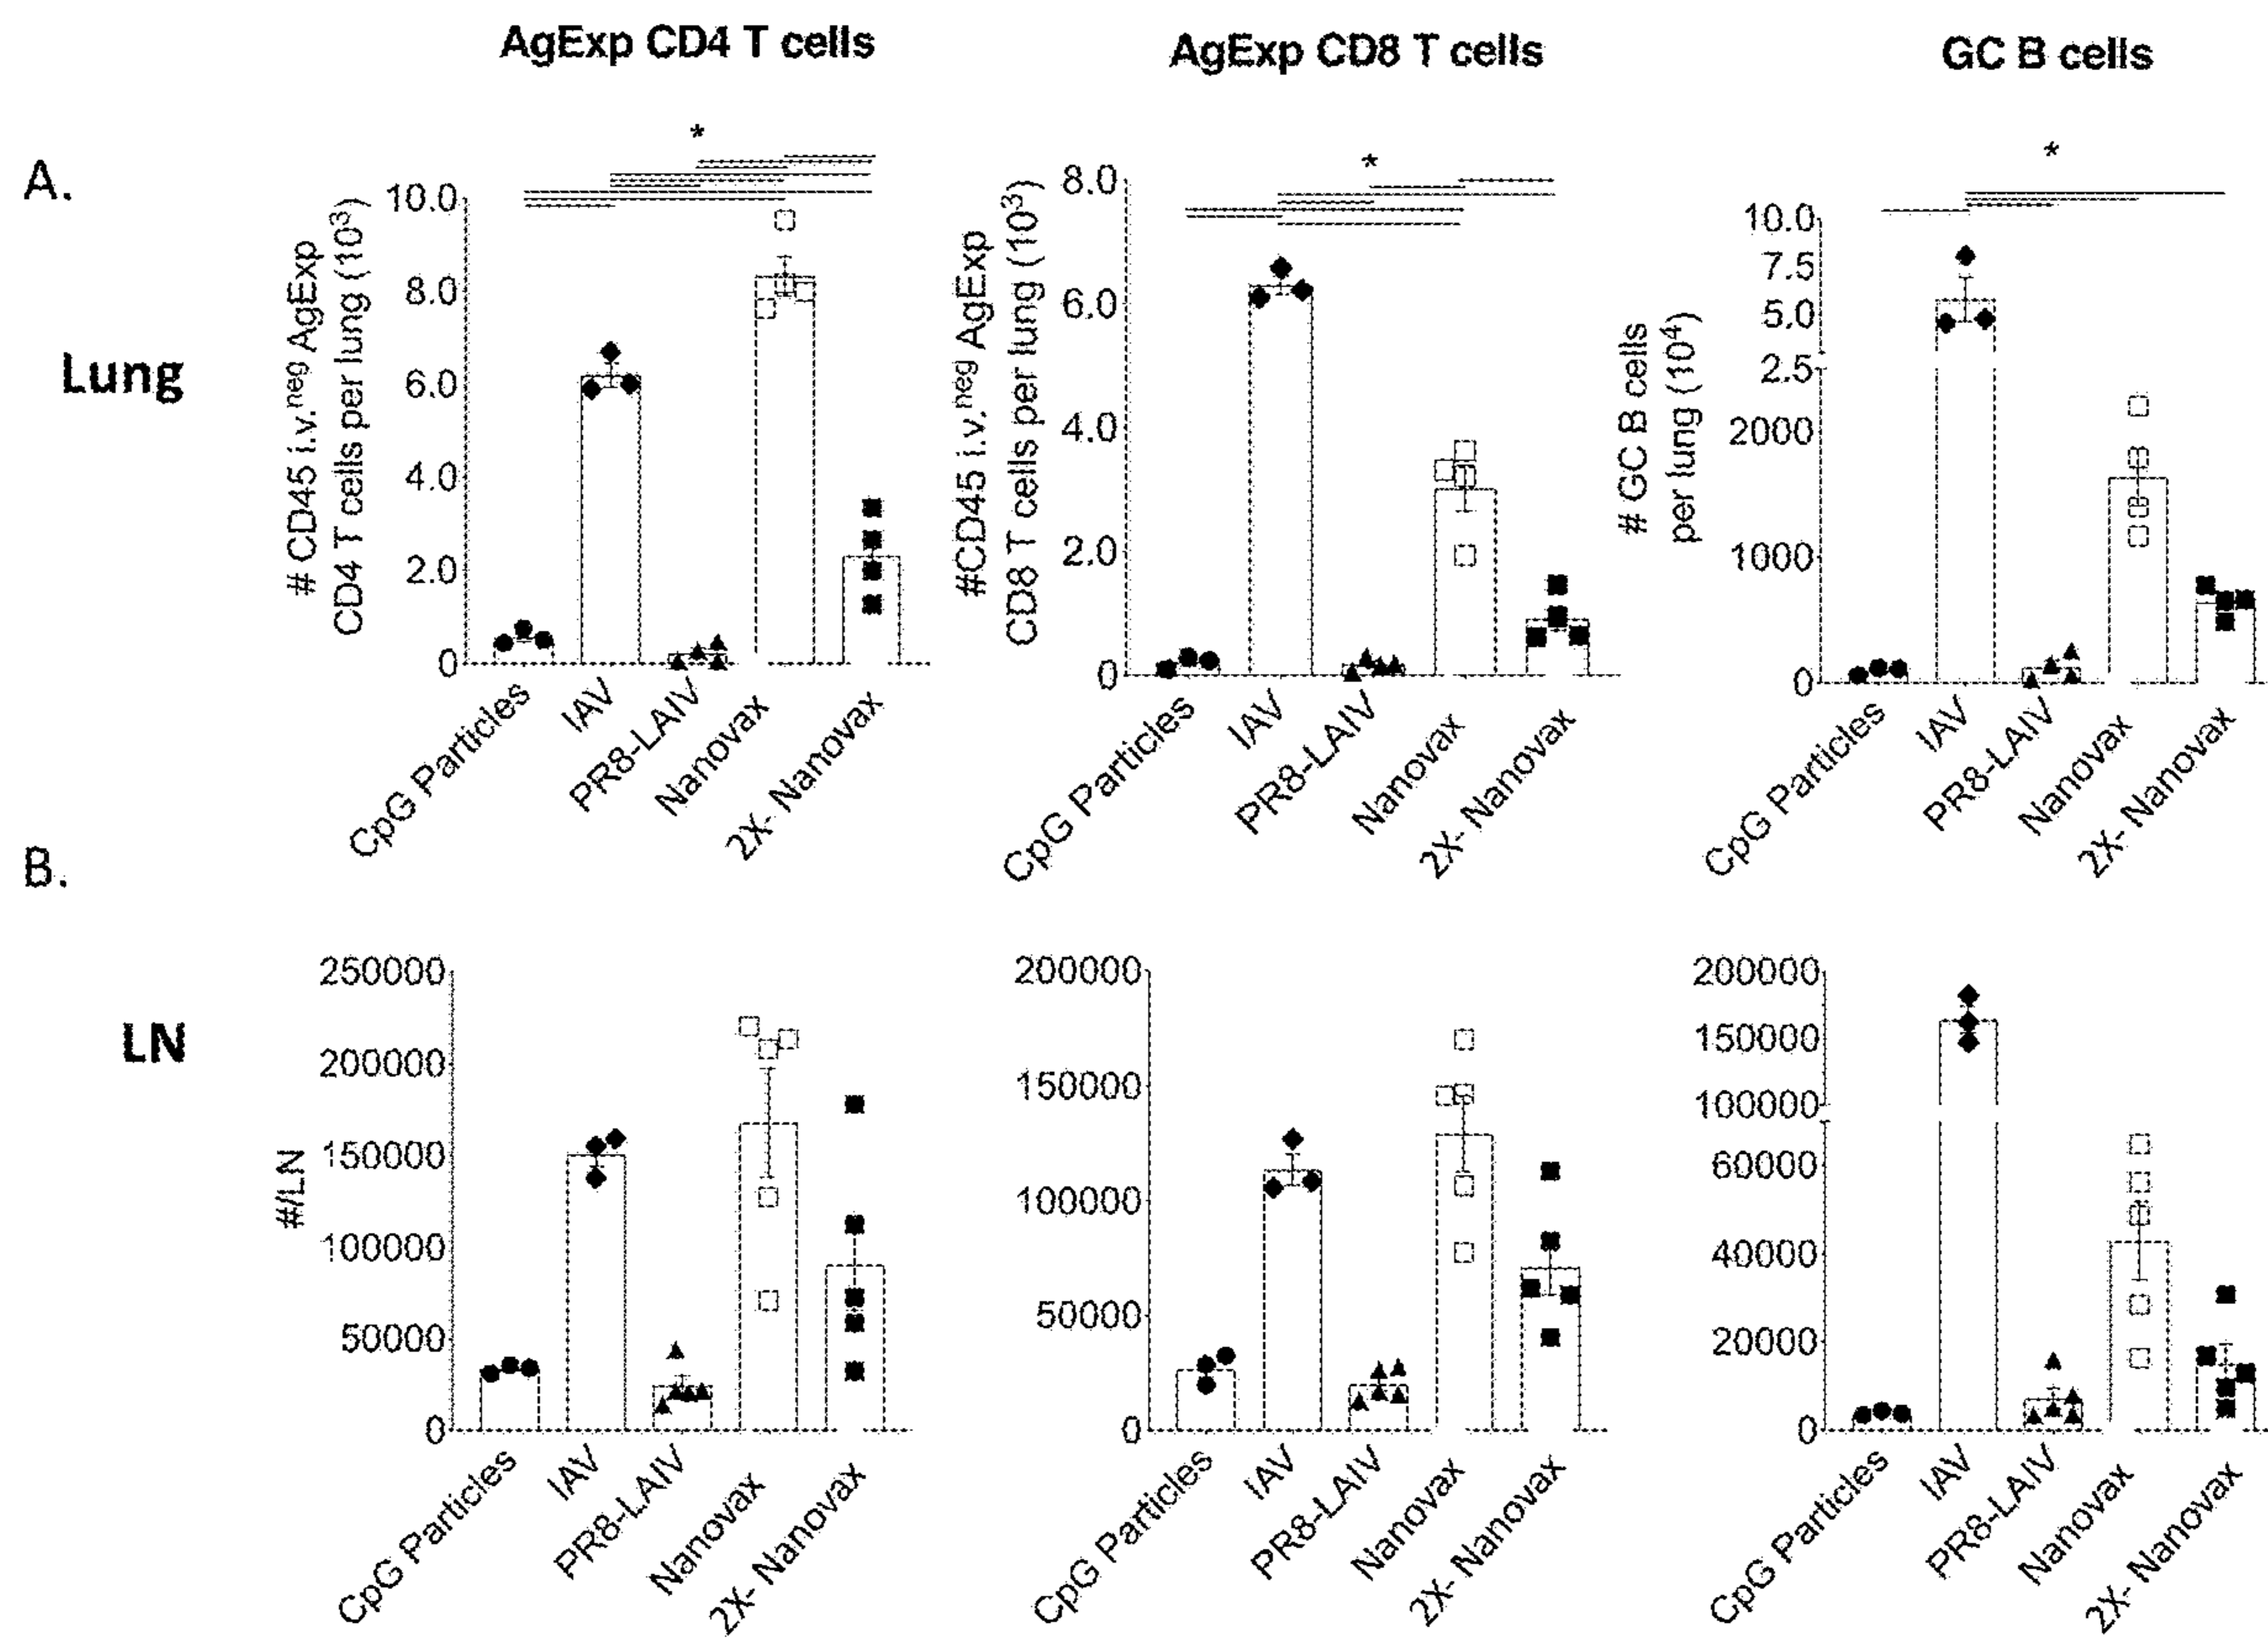 AgExp CD4 T cells
AgExp CD8 T cells
GC B cells
A.
Lung
# CD45 i.v.neg AgExp
CD4 T cells per lung (10³)
10.0
8.0
6.0
4.0
2.0
0
*
CpG Particles
IAV
PR8-LAIV
Nanovax
2X- Nanovax
#CD45 i.v.neg AgExp
CD8 T cells per lung (10³)
8.0
6.0
4.0
2.0
0
*
CpG Particles
IAV
PR8-LAIV
Nanovax
2X- Nanovax
# GC B cells
per lung (10⁴)
10.0
7.5
5.0
2.5
2000
1000
0
*
CpG Particles
IAV
PR8-LAIV
Nanovax
2X- Nanovax
B.
LN
#/LN
250000
200000
150000
100000
50000
0
CpG Particles
IAV
PR8-LAIV
Nanovax
2X- Nanovax
200000
150000
100000
50000
0
CpG Particles
IAV
PR8-LAIV
Nanovax
2X- Nanovax
200000
150000
100000
60000
40000
20000
0
CpG Particles
IAV
PR8-LAIV
Nanovax
2X- Nanovax